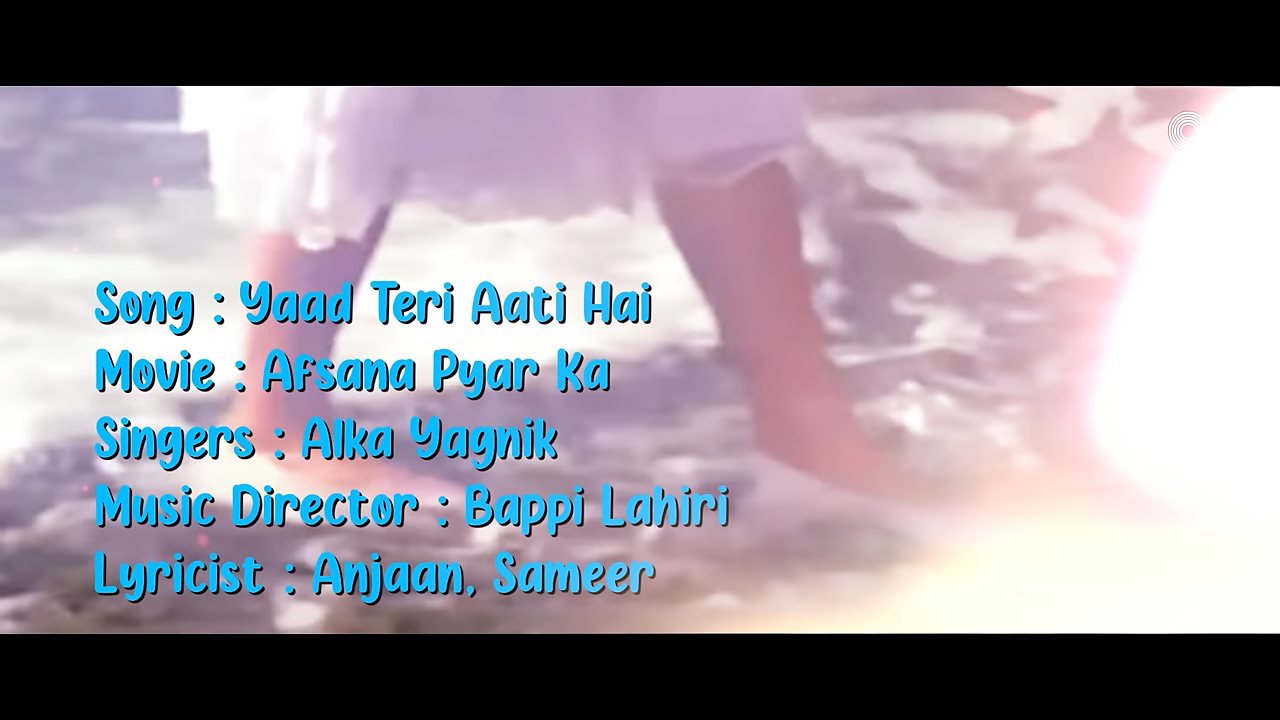 Song : Yaad Teri Aati Hai
Movie : Afsana Pyar Ka
Singers : Alka Yagnik
Music Director : Bappi Lahiri
Lyricist : Anjaan, Sameer